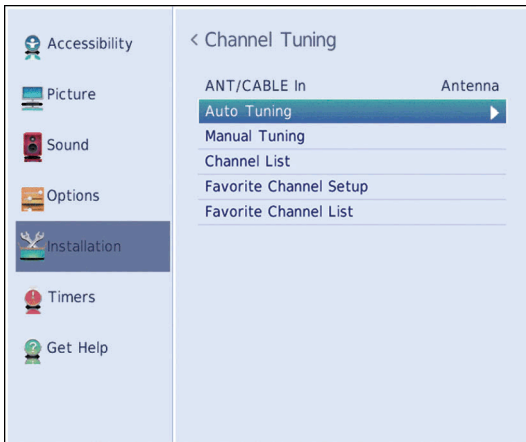 Accessibility
Picture
Sound
Options
Installation
Timers
Get Help
< Channel Tuning
ANT/CABLE In Antenna
Auto Tuning
Manual Tuning
Channel List
Favorite Channel Setup
Favorite Channel List